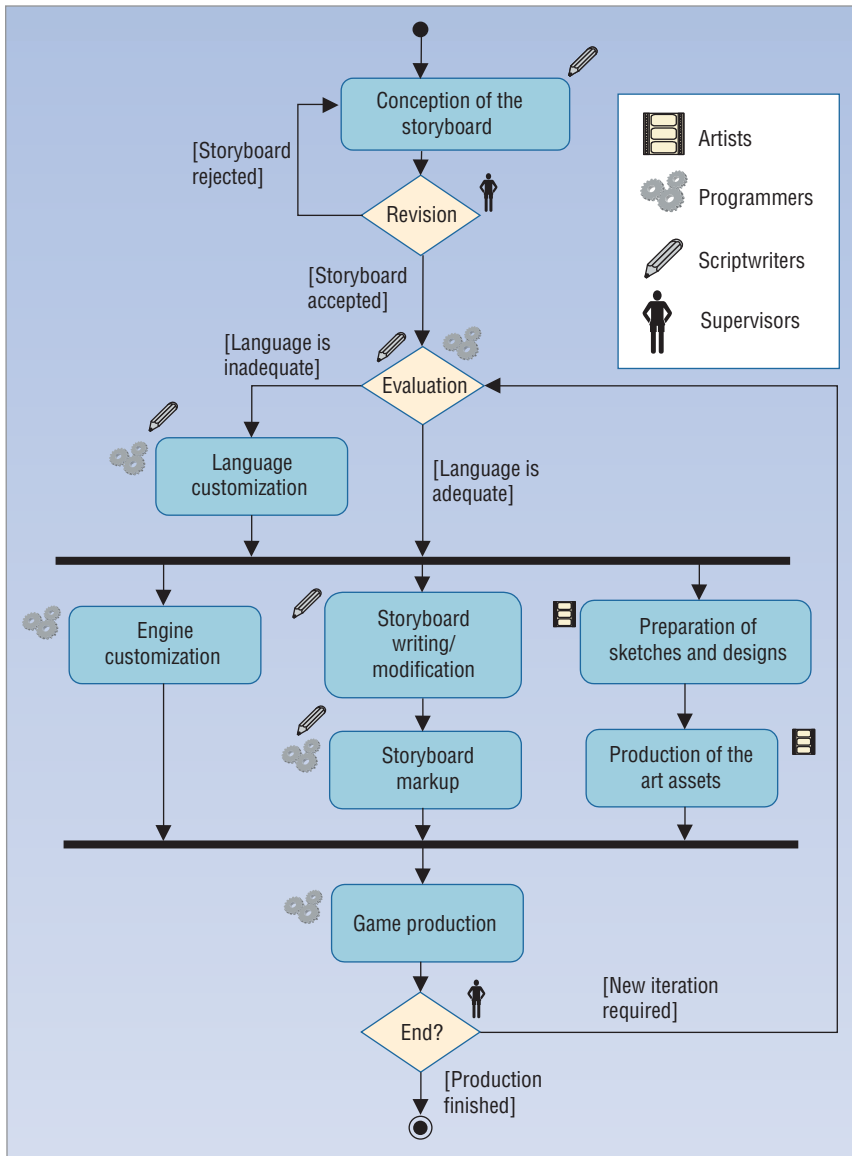 Conception of the
storyboard
[Storyboard
rejected]
Revision
[Storyboard
accepted]
Artists
Programmers
Scriptwriters
Supervisors
[Language is
inadequate]
Evaluation
Language
customization
[Language is
adequate]
Engine
customization
Storyboard
writing/
modification
Preparation of
sketches and designs
Storyboard
markup
Production of the
art assets
Game production
[New iteration
required]
End?
[Production
finished]